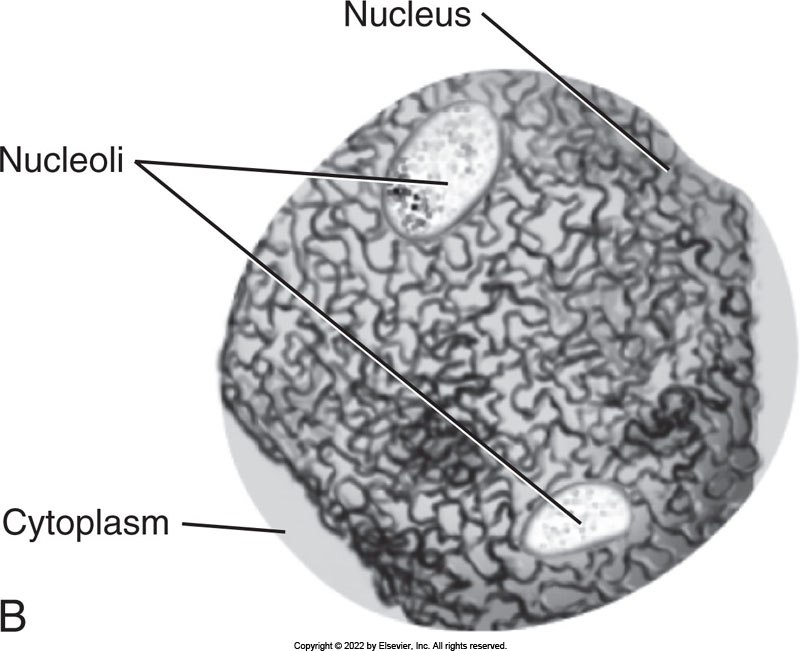 Nucleus
Nucleoli
Cytoplasm
B
Copyright © 2022 by Elsevier, Inc. All rights reserved.